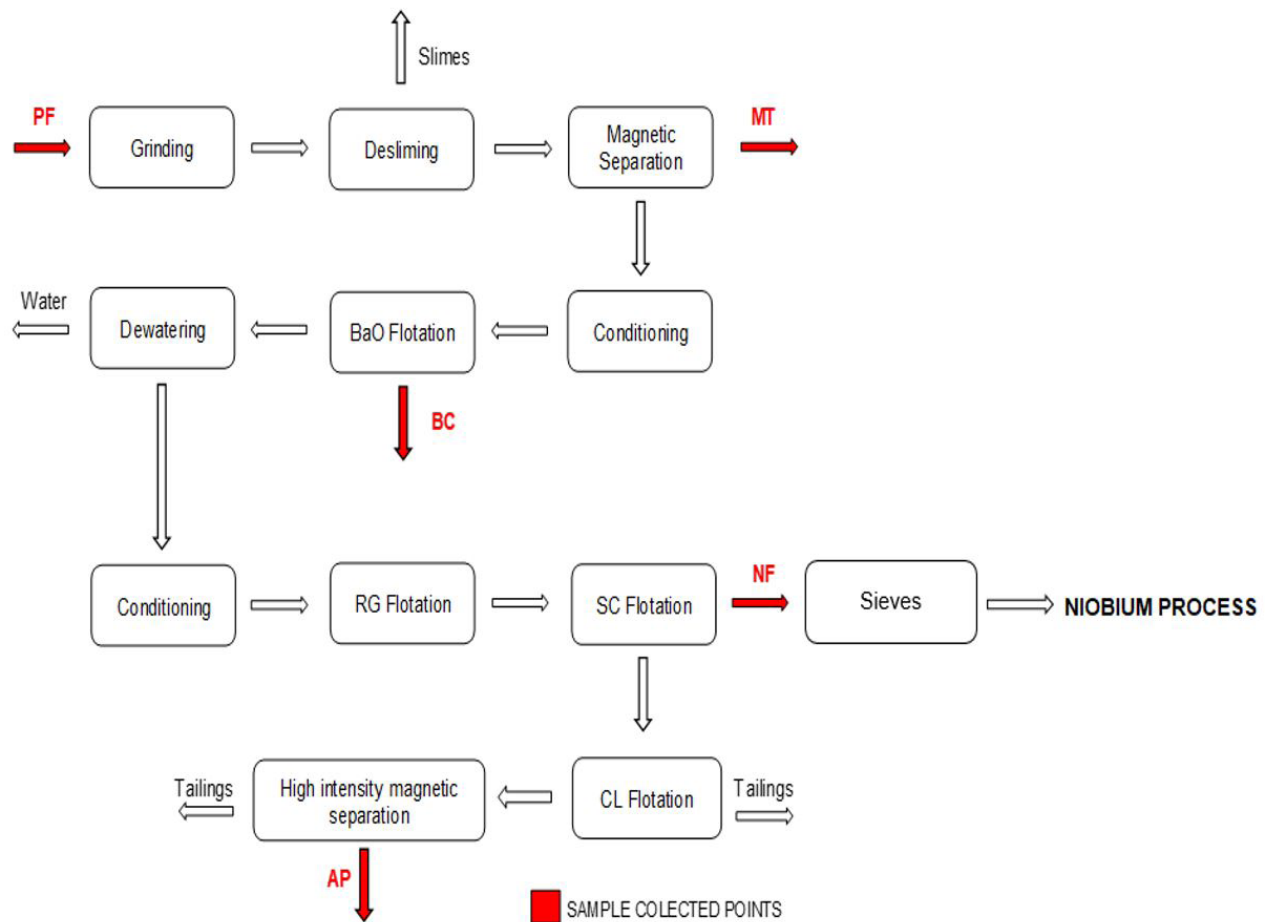 Slimes
PF
Grinding
Desliming
Magnetic
Separation
MT
Water
Dewatering
BaO Flotation
Conditioning
BC
Conditioning
RG Flotation
SC Flotation
NF
Sieves
NIOBIUM PROCESS
Tailings
High intensity magnetic
separation
CL Flotation
Tailings
AP
SAMPLE COLECTED POINTS